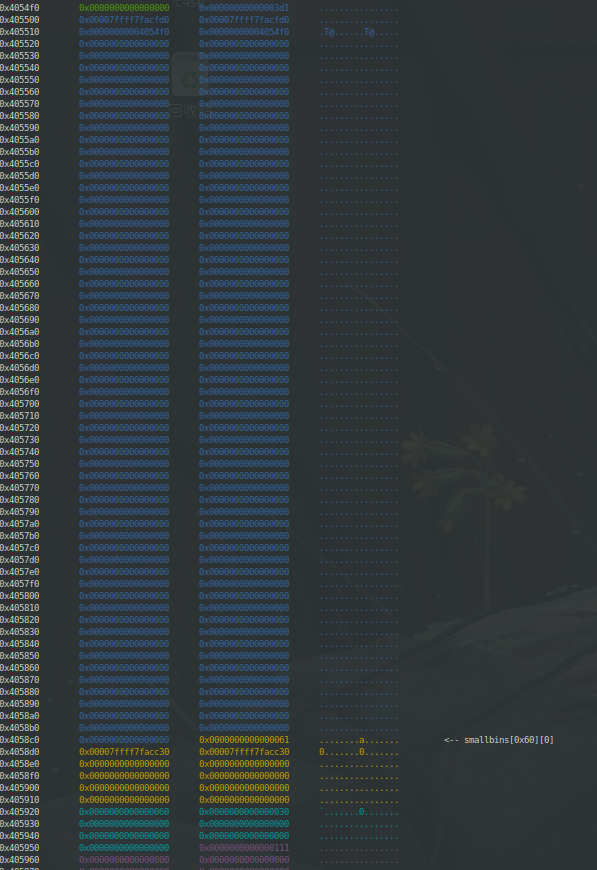 0x4054f0 0x0000000000000000 0x00000000000003d1 ................
0x405500 0x00007ffff7facfd0 0x00007ffff7facfd0 ................
0x405510 0x00000000004054f0 0x00000000004054f0 .T@......T@.....
0x405520 0x0000000000000000 0x0000000000000000 ................
0x405530 0x0000000000000000 0x0000000000000000 ................
0x405540 0x0000000000000000 0x0000000000000000 ................
0x405550 0x0000000000000000 0x0000000000000000 ................
0x405560 0x0000000000000000 0x0000000000000000 ................
0x405570 0x0000000000000000 0x0000000000000000 ................
0x405580 0x0000000000000000 0x0000000000000000 ................
0x405590 0x0000000000000000 0x0000000000000000 ................
0x4055a0 0x0000000000000000 0x0000000000000000 ................
0x4055b0 0x0000000000000000 0x0000000000000000 ................
0x4055c0 0x0000000000000000 0x0000000000000000 ................
0x4055d0 0x0000000000000000 0x0000000000000000 ................
0x4055e0 0x0000000000000000 0x0000000000000000 ................
0x4055f0 0x0000000000000000 0x0000000000000000 ................
0x405600 0x0000000000000000 0x0000000000000000 ................
0x405610 0x0000000000000000 0x0000000000000000 ................
0x405620 0x0000000000000000 0x0000000000000000 ................
0x405630 0x0000000000000000 0x0000000000000000 ................
0x405640 0x0000000000000000 0x0000000000000000 ................
0x405650 0x0000000000000000 0x0000000000000000 ................
0x405660 0x0000000000000000 0x0000000000000000 ................
0x405670 0x0000000000000000 0x0000000000000000 ................
0x405680 0x0000000000000000 0x0000000000000000 ................
0x405690 0x0000000000000000 0x0000000000000000 ................
0x4056a0 0x0000000000000000 0x0000000000000000 ................
0x4056b0 0x0000000000000000 0x0000000000000000 ................
0x4056c0 0x0000000000000000 0x0000000000000000 ................
0x4056d0 0x0000000000000000 0x0000000000000000 ................
0x4056e0 0x0000000000000000 0x0000000000000000 ................
0x4056f0 0x0000000000000000 0x0000000000000000 ................
0x405700 0x0000000000000000 0x0000000000000000 ................
0x405710 0x0000000000000000 0x0000000000000000 ................
0x405720 0x0000000000000000 0x0000000000000000 ................
0x405730 0x0000000000000000 0x0000000000000000 ................
0x405740 0x0000000000000000 0x0000000000000000 ................
0x405750 0x0000000000000000 0x0000000000000000 ................
0x405760 0x0000000000000000 0x0000000000000000 ................
0x405770 0x0000000000000000 0x0000000000000000 ................
0x405780 0x0000000000000000 0x0000000000000000 ................
0x405790 0x0000000000000000 0x0000000000000000 ................
0x4057a0 0x0000000000000000 0x0000000000000000 ................
0x4057b0 0x0000000000000000 0x0000000000000000 ................
0x4057c0 0x0000000000000000 0x0000000000000000 ................
0x4057d0 0x0000000000000000 0x0000000000000000 ................
0x4057e0 0x0000000000000000 0x0000000000000000 ................
0x4057f0 0x0000000000000000 0x0000000000000000 ................
0x405800 0x0000000000000000 0x0000000000000000 ................
0x405810 0x0000000000000000 0x0000000000000000 ................
0x405820 0x0000000000000000 0x0000000000000000 ................
0x405830 0x0000000000000000 0x0000000000000000 ................
0x405840 0x0000000000000000 0x0000000000000000 ................
0x405850 0x0000000000000000 0x0000000000000000 ................
0x405860 0x0000000000000000 0x0000000000000000 ................
0x405870 0x0000000000000000 0x0000000000000000 ................
0x405880 0x0000000000000000 0x0000000000000000 ................
0x405890 0x0000000000000000 0x0000000000000000 ................
0x4058a0 0x0000000000000000 0x0000000000000000 ................
0x4058b0 0x0000000000000000 0x0000000000000000 ................
0x4058c0 0x0000000000000000 0x0000000000000061 ........a....... <-- smallbins[0x60][0]
0x4058d0 0x00007ffff7facc30 0x00007ffff7facc30 0.......0.......
0x4058e0 0x0000000000000000 0x0000000000000000 ................
0x4058f0 0x0000000000000000 0x0000000000000000 ................
0x405900 0x0000000000000000 0x0000000000000000 ................
0x405910 0x0000000000000000 0x0000000000000000 ................
0x405920 0x0000000000000060 0x0000000000000030 `.......0.......
0x405930 0x0000000000000000 0x0000000000000000 ................
0x405940 0x0000000000000000 0x0000000000000000 ................
0x405950 0x0000000000000000 0x0000000000000111 ................
0x405960 0x0000000000000000 0x0000000000000000 ................